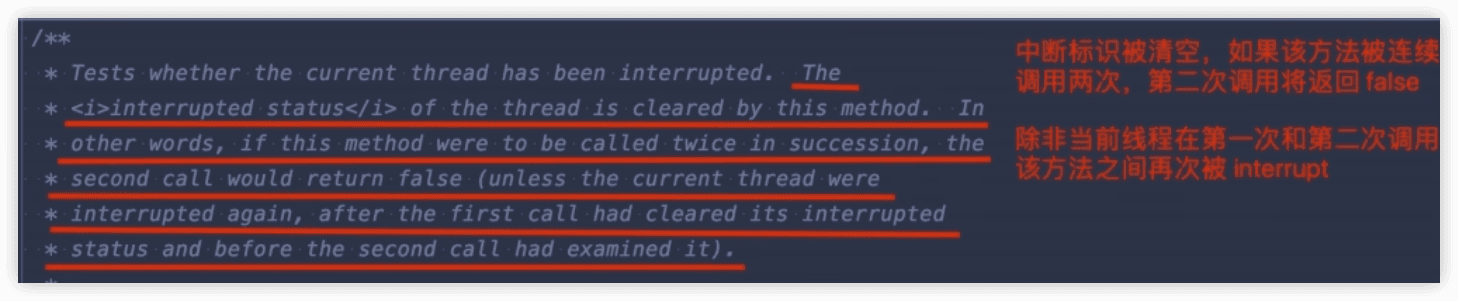 /**
* Tests whether the current thread has been interrupted. The
* <i>interrupted status</i> of the thread is cleared by this method. In
* other words, if this method were to be called twice in succession, the
* second call would return false (unless the current thread were
* interrupted again, after the first call had cleared its interrupted
* status and before the second call had examined it).
*
中断标识被清空，如果该方法被连续
调用两次，第二次调用将返回 false
除非当前线程在第一次和第二次调用
该方法之间再次被 interrupt